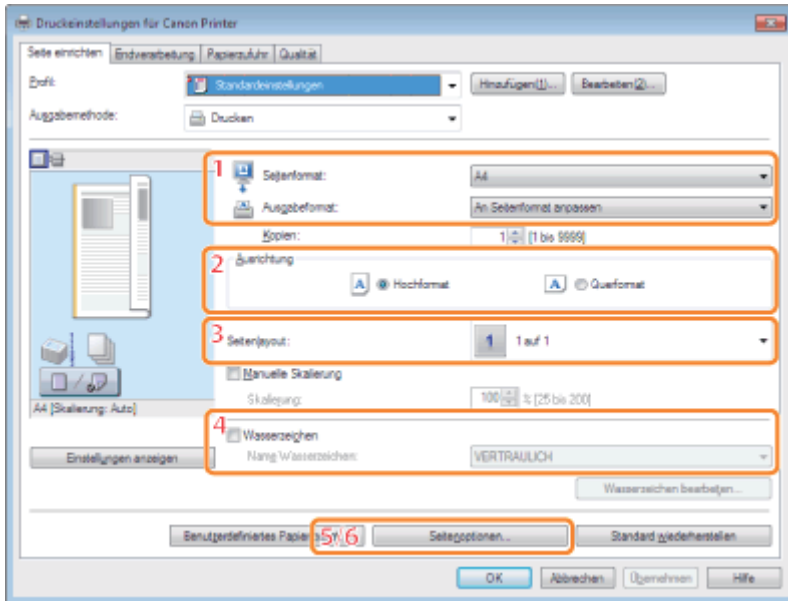 Druckeinstellungen für Canon Printer
Seite einrichten Endverarbeitung Papierzufuhr Qualität
Profil: Standardeinstellungen Hinzufügen(1)... Bearbeiten(2)...
Ausgabemethode: Drucken
1 Seitenformat: A4
Ausgabeformat: An Seitenformat anpassen
Kopien: 1 [1 bis 9999]
2 Ausrichtung
A Hochformat A Querformat
3 Seitenlayout: 1 1 auf 1
Manuelle Skalierung
Skalierung: 100 % [25 bis 200]
A4 [Skalierung: Auto]
4 Wasserzeichen
Einstellungen anzeigen Name Wasserzeichen: VERTRAULICH
Wasserzeichen bearbeiten...
Benutzerdefiniertes 5/6 Seitenoptionen... Standard wiederherstellen
OK Abbrechen Übernehmen Hilfe